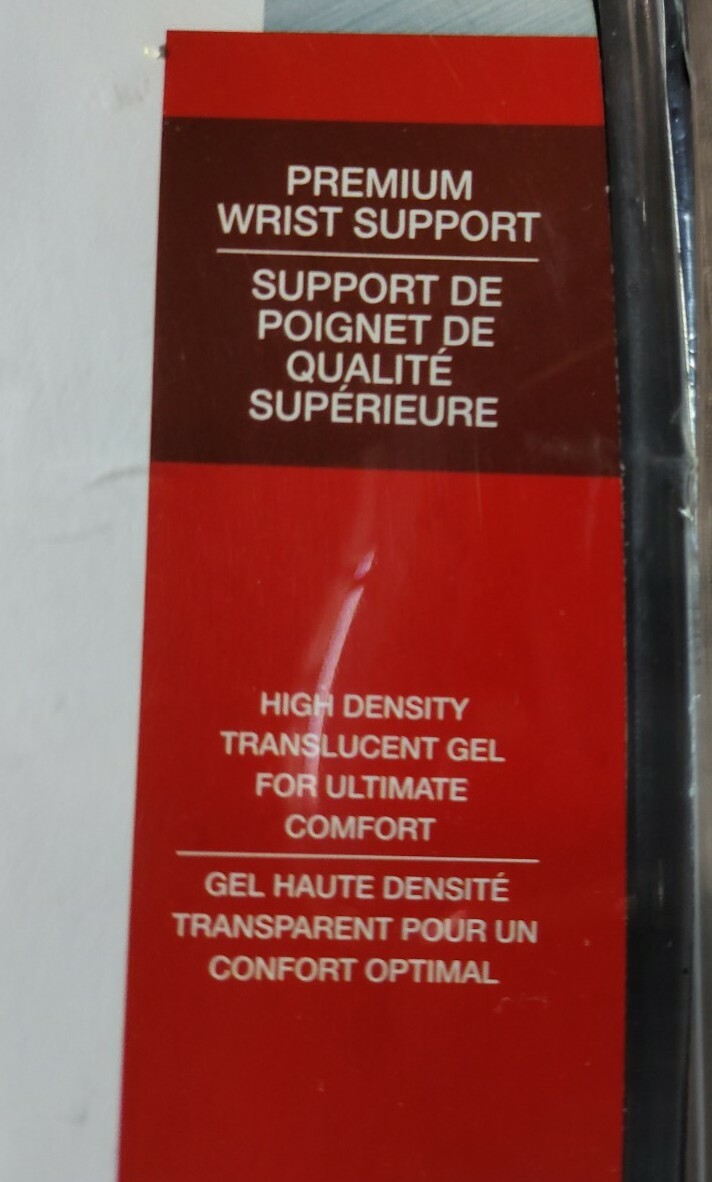 PREMIUM
WRIST SUPPORT
SUPPORT DE
POIGNET DE
QUALITÉ
SUPÉRIEURE
HIGH DENSITY
TRANSLUCENT GEL
FOR ULTIMATE
COMFORT
GEL HAUTE DENSITÉ
TRANSPARENT POUR UN
CONFORT OPTIMAL